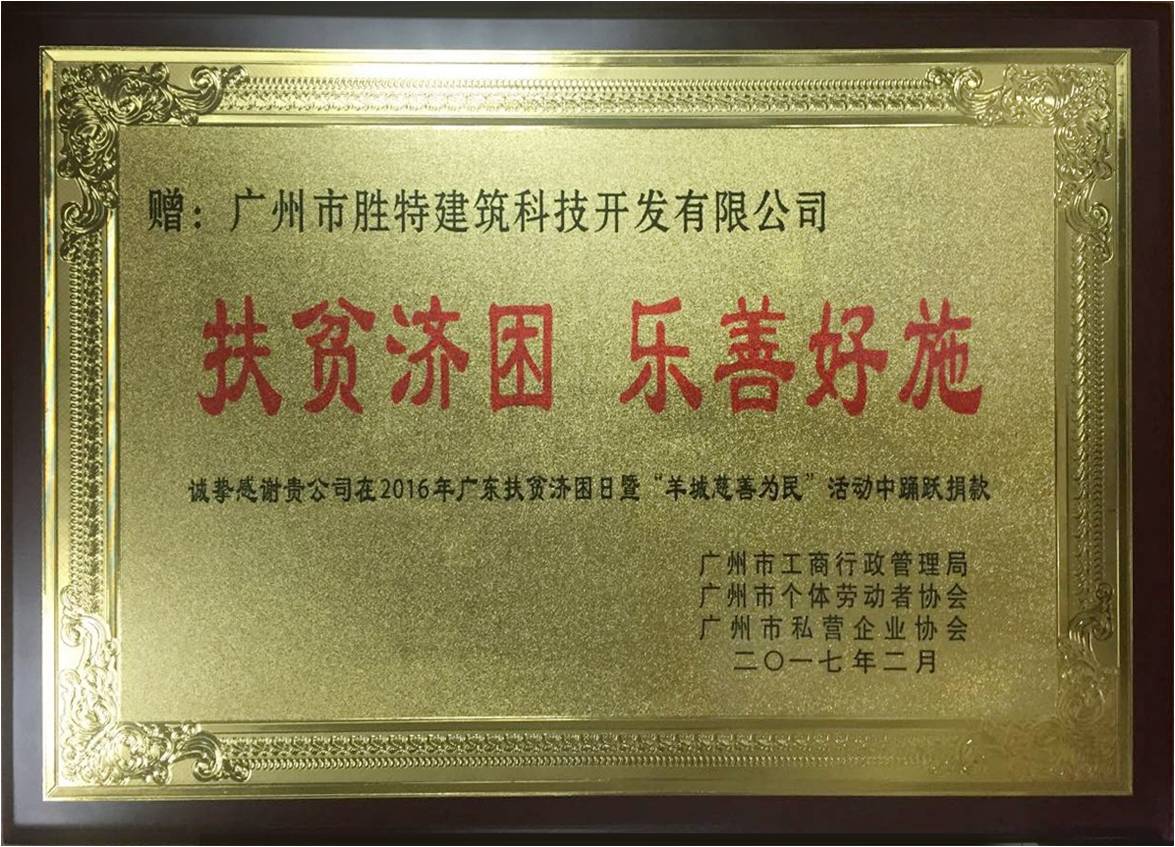 赠：广州市胜特建筑科技开发有限公司
扶贫济困 乐善好施
诚挚感谢贵公司在2016年广东扶贫济困日暨“羊城慈善为民”活动中踊跃捐款
广州市工商行政管理局
广州市个体劳动者协会
广州市私营企业协会
二〇一七年二月